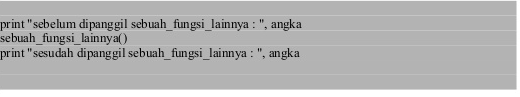 print "sebelum dipanggil sebuah_fungsi_lainnya : ", angka
sebuah_fungsi_lainnya()
print "sesudah dipanggil sebuah_fungsi_lainnya : ", angka